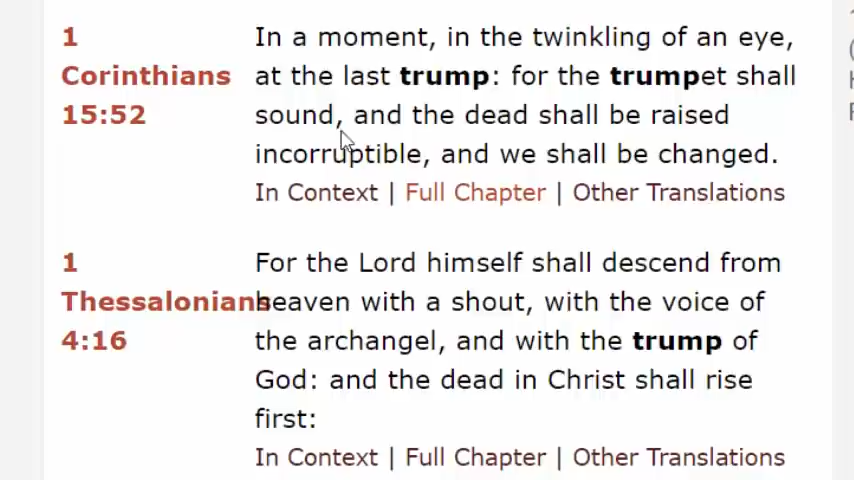 1 Corinthians 15:52
In a moment, in the twinkling of an eye,
at the last trump: for the trumpet shall
sound, and the dead shall be raised
incorruptible, and we shall be changed.
In Context | Full Chapter | Other Translations
1 Thessalonians 4:16
For the Lord himself shall descend from
heaven with a shout, with the voice of
the archangel, and with the trump of
God: and the dead in Christ shall rise
first:
In Context | Full Chapter | Other Translations